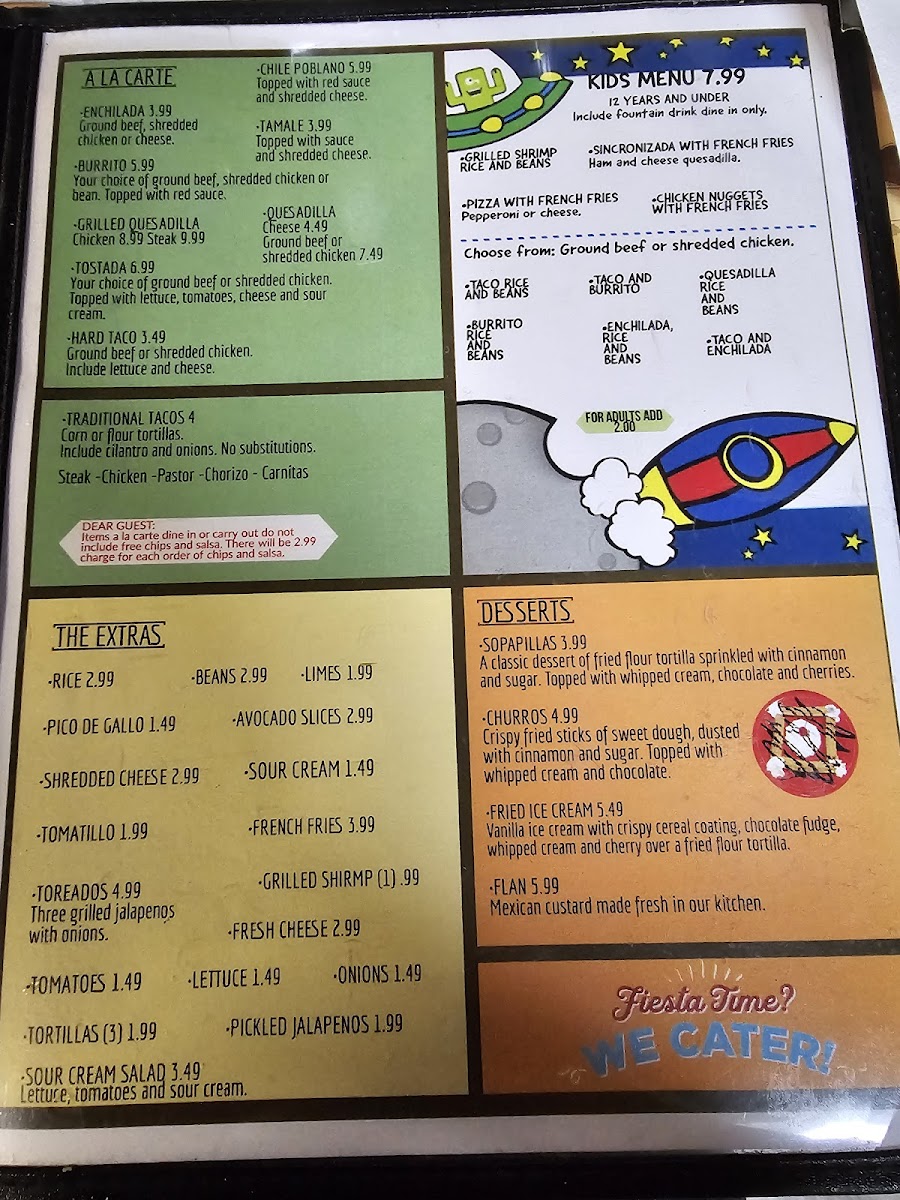 A LA CARTE
·ENCHILADA 3.99
Ground beef, shredded
chicken or cheese.
·CHILE POBLANO 5.99
Topped with red sauce
and shredded cheese.
·TAMALE 3.99
Topped with sauce
and shredded cheese.
·BURRITO 5.99
Your choice of ground beef, shredded chicken or
bean. Topped with red sauce.
·GRILLED QUESADILLA
Chicken 8.99 Steak 9.99
·QUESADILLA
Cheese 4.49
Ground beef or
shredded chicken 7.49
·TOSTADA 6.99
Your choice of ground beef or shredded chicken.
Topped with lettuce, tomatoes, cheese and sour
cream.
·HARD TACO 3.49
Ground beef or shredded chicken.
Include lettuce and cheese.
·TRADITIONAL TACOS 4
Corn or flour tortillas.
Include cilantro and onions. No substitutions.
Steak -Chicken -Pastor -Chorizo - Carnitas
DEAR GUEST:
Items a la carte dine in or carry out do not
include free chips and salsa. There will be 2.99
charge for each order of chips and salsa.
THE EXTRAS
·RICE 2.99
·BEANS 2.99
·LIMES 1.99
·PICO DE GALLO 1.49
·AVOCADO SLICES 2.99
·SHREDDED CHEESE 2.99
·SOUR CREAM 1.49
·TOMATILLO 1.99
·FRENCH FRIES 3.99
·TOREADOS 4.99
Three grilled jalapenos
with onions.
·GRILLED SHIRMP (1) .99
·FRESH CHEESE 2.99
·TOMATOES 1.49
·LETTUCE 1.49
·ONIONS 1.49
·TORTILLAS (3) 1.99
·PICKLED JALAPENOS 1.99
·SOUR CREAM SALAD 3.49
Lettuce, tomatoes and sour cream.
KIDS MENU 7.99
12 YEARS AND UNDER
Include fountain drink dine in only.
·GRILLED SHRIMP
RICE AND BEANS
·SINCRONIZADA WITH FRENCH FRIES
Ham and cheese quesadilla.
·PIZZA WITH FRENCH FRIES
Pepperoni or cheese.
·CHICKEN NUGGETS
WITH FRENCH FRIES
Choose from: Ground beef or shredded chicken.
·TACO RICE
AND BEANS
·TACO AND
BURRITO
·QUESADILLA
RICE
AND
BEANS
·BURRITO
RICE
AND
BEANS
·ENCHILADA,
RICE
AND
BEANS
·TACO AND
ENCHILADA
FOR ADULTS ADD
2.00
DESSERTS
·SOPAPILLAS 3.99
A classic dessert of fried flour tortilla sprinkled with cinnamon
and sugar. Topped with whipped cream, chocolate and cherries.
·CHURROS 4.99
Crispy fried sticks of sweet dough, dusted
with cinnamon and sugar. Topped with
whipped cream and chocolate.
·FRIED ICE CREAM 5.49
Vanilla ice cream with crispy cereal coating, chocolate fudge,
whipped cream and cherry over a fried flour tortilla.
·FLAN 5.99
Mexican custard made fresh in our kitchen.
Fiesta Time?
WE CATER!